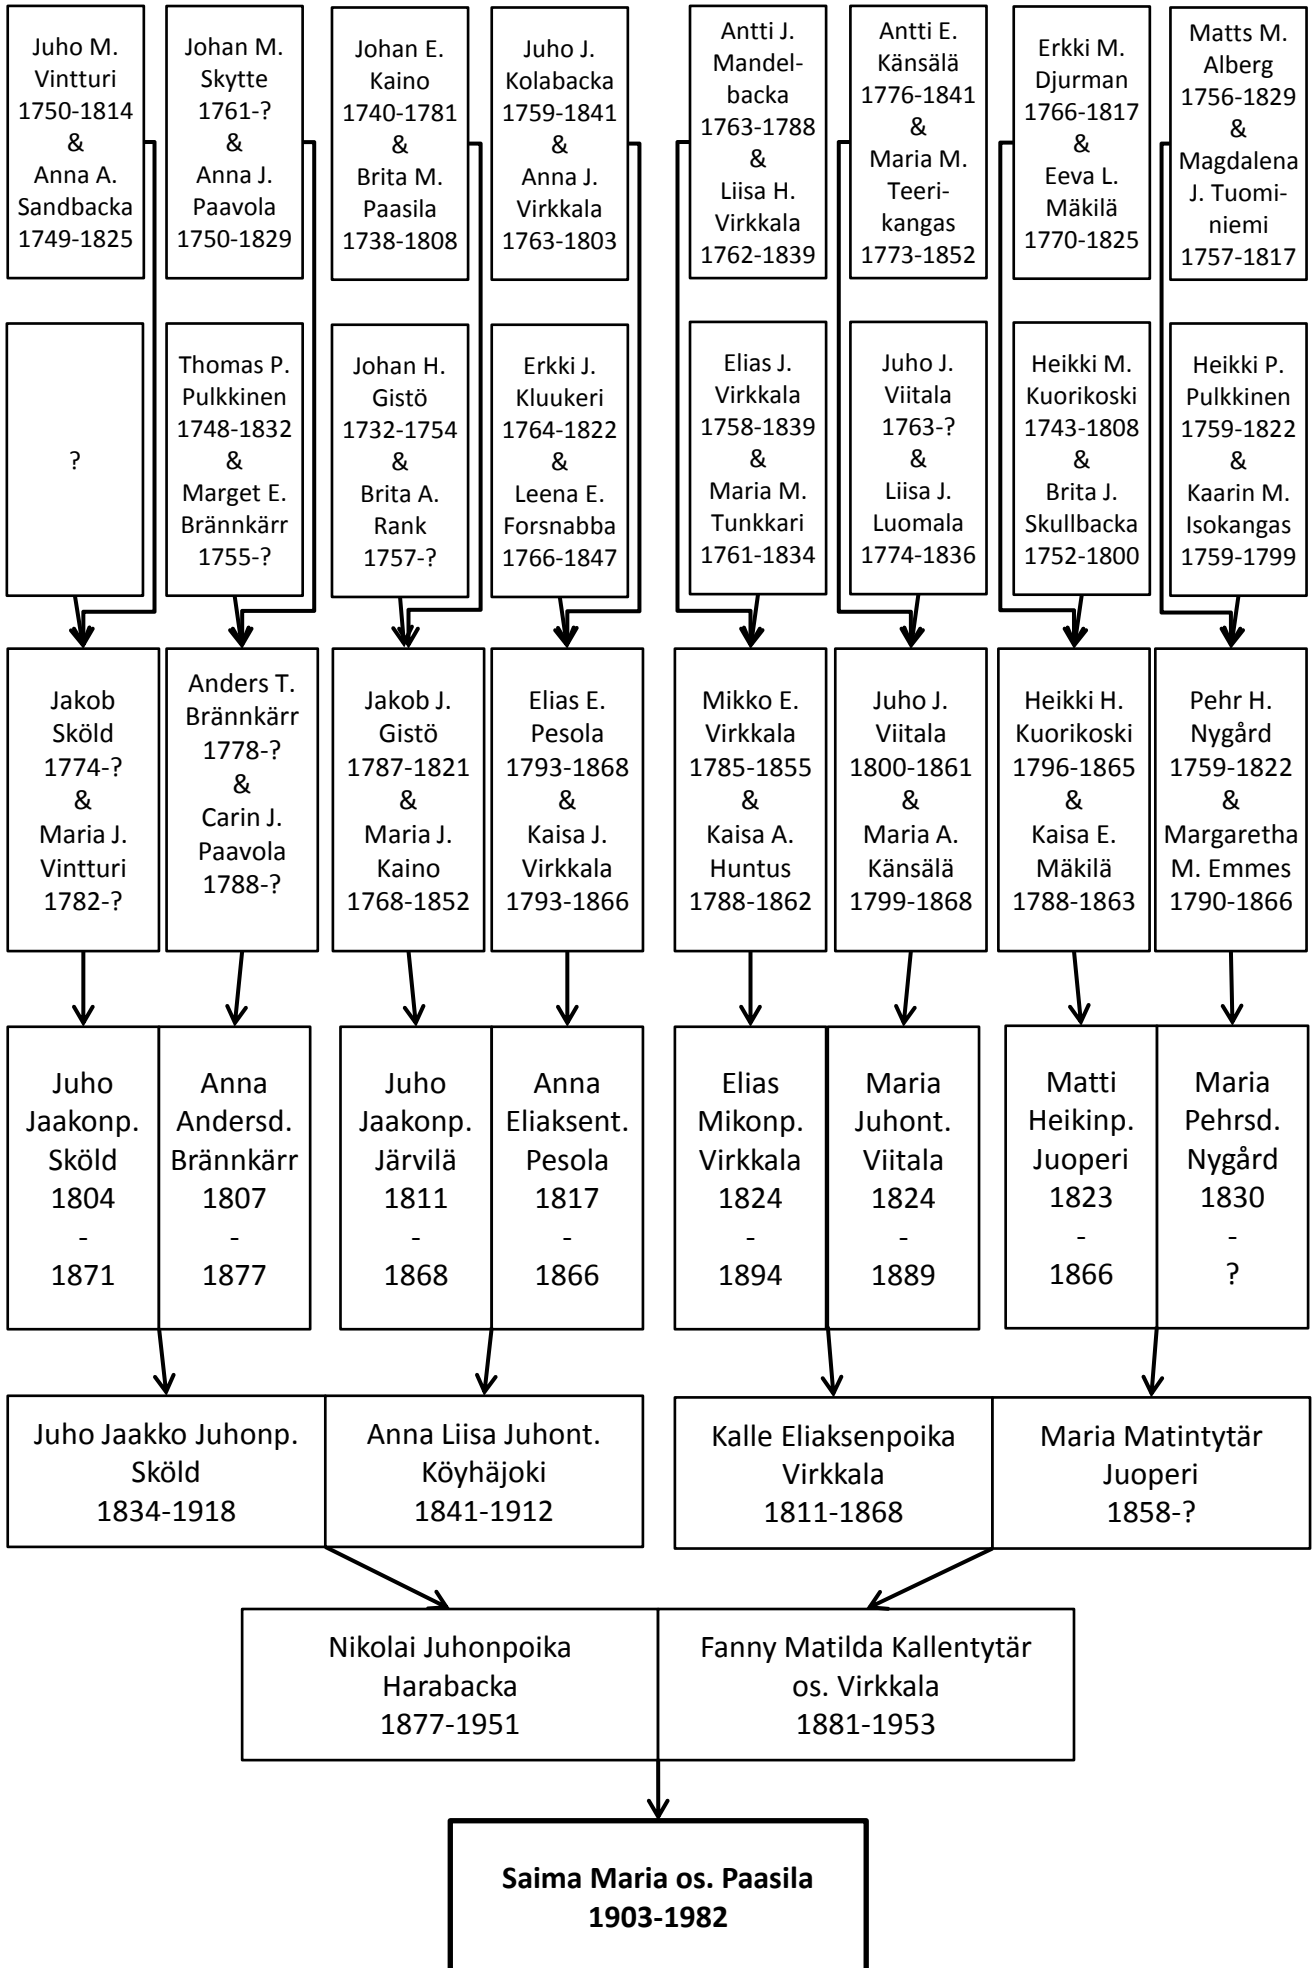 Juho M.
Vintturi
1750-1814
&
Anna A.
Sandbacka
1749-1825
Johan M.
Skytte
1761-?
&
Anna J.
Paavola
1750-1829
Johan E.
Kaino
1740-1781
&
Brita M.
Paasila
1738-1808
Juho J.
Kolabacka
1759-1841
&
Anna J.
Virkkala
1763-1803
Antti J.
Mandel-
backa
1763-1788
&
Liisa H.
Virkkala
1762-1839
Antti E.
Känsälä
1776-1841
&
Maria M.
Teeri-
kangas
1773-1852
Erkki M.
Djurman
1766-1817
&
Eeva L.
Mäkilä
1770-1825
Matts M.
Alberg
1756-1829
&
Magdalena
J. Tuomi-
niemi
1757-1817
?
Thomas P.
Pulkkinen
1748-1832
&
Marget E.
Brännkärr
1755-?
Johan H.
Gistö
1732-1754
&
Brita A.
Rank
1757-?
Erkki J.
Kluukeri
1764-1822
&
Leena E.
Forsnabba
1766-1847
Elias J.
Virkkala
1758-1839
&
Maria M.
Tunkkari
1761-1834
Juho J.
Viitala
1763-?
&
Liisa J.
Luomala
1774-1836
Heikki M.
Kuorikoski
1743-1808
&
Brita J.
Skullbacka
1752-1800
Heikki P.
Pulkkinen
1759-1822
&
Kaarin M.
Isokangas
1759-1799
Jakob
Sköld
1774-?
&
Maria J.
Vintturi
1782-?
Anders T.
Brännkärr
1778-?
&
Carin J.
Paavola
1788-?
Jakob J.
Gistö
1787-1821
&
Maria J.
Kaino
1768-1852
Elias E.
Pesola
1793-1868
&
Kaisa J.
Virkkala
1793-1866
Mikko E.
Virkkala
1785-1855
&
Kaisa A.
Huntus
1788-1862
Juho J.
Viitala
1800-1861
&
Maria A.
Känsälä
1799-1868
Heikki H.
Kuorikoski
1796-1865
&
Kaisa E.
Mäkilä
1788-1863
Pehr H.
Nygård
1759-1822
&
Margaretha
M. Emmes
1790-1866
Juho
Jaakonp.
Sköld
1804
-
1871
Anna
Andersd.
Brännkärr
1807
-
1877
Juho
Jaakonp.
Järvilä
1811
-
1868
Anna
Eliaksent.
Pesola
1817
-
1866
Elias
Mikonp.
Virkkala
1824
-
1894
Maria
Juhont.
Viitala
1824
-
1889
Matti
Heikinp.
Juoperi
1823
-
1866
Maria
Pehrsd.
Nygård
1830
-
?
Juho Jaakko Juhonp.
Sköld
1834-1918
Anna Liisa Juhont.
Köyhäjoki
1841-1912
Kalle Eliaksenpoika
Virkkala
1811-1868
Maria Matintytär
Juoperi
1858-?
Nikolai Juhonpoika
Harabacka
1877-1951
Fanny Matilda Kallentytär
os. Virkkala
1881-1953
Saima Maria os. Paasila
1903-1982